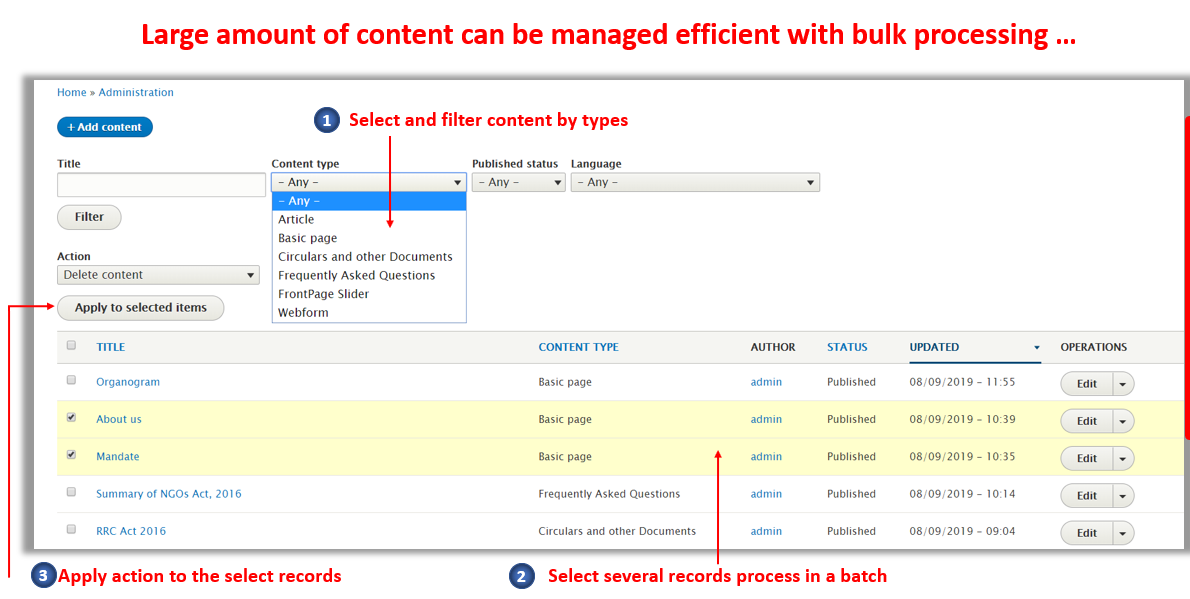 Large amount of content can be managed efficient with bulk processing ...
Home » Administration
+ Add content
1 Select and filter content by types
Title Content type Published status Language
– Any – – Any – – Any –
– Any –
Filter
Article
Basic page
Action Circulars and other Documents
Delete content Frequently Asked Questions
FrontPage Slider
Apply to selected items Webform
TITLE CONTENT TYPE AUTHOR STATUS UPDATED OPERATIONS
Organogram Basic page admin Published 08/09/2019 – 11:55 Edit
About us Basic page admin Published 08/09/2019 – 10:39 Edit
Mandate Basic page admin Published 08/09/2019 – 10:35 Edit
Summary of NGOs Act, 2016 Frequently Asked Questions admin Published 08/09/2019 – 10:14 Edit
RRC Act 2016 Circulars and other Documents admin Published 08/09/2019 – 09:04 Edit
3 Apply action to the select records 2 Select several records process in a batch